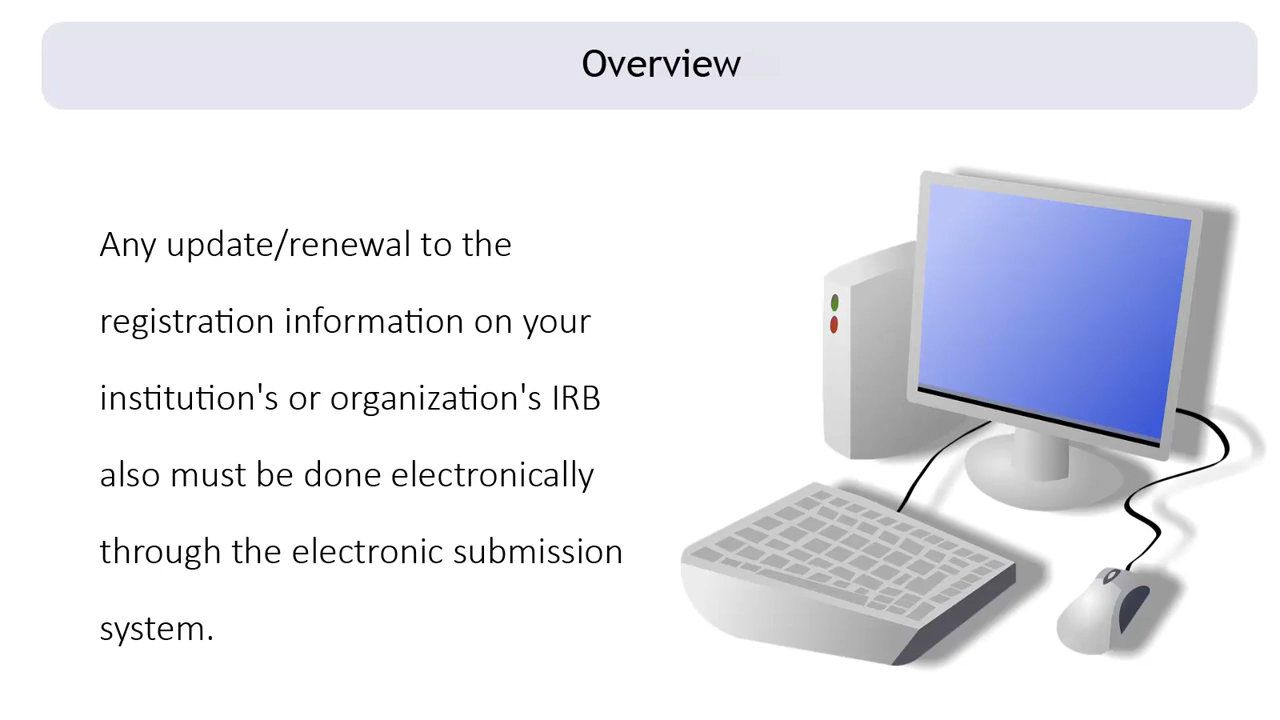 Overview
Any update/renewal to the
registration information on your
institution's or organization's IRB
also must be done electronically
through the electronic submission
system.